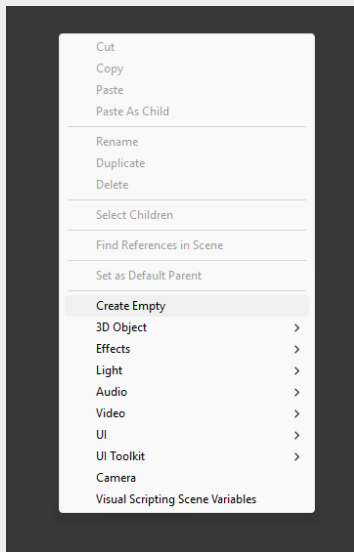 Cut
Copy
Paste
Paste As Child
Rename
Duplicate
Delete
Select Children
Find References in Scene
Set as Default Parent
Create Empty
3D Object
Effects
Light
Audio
Video
UI
UI Toolkit
Camera
Visual Scripting Scene Variables